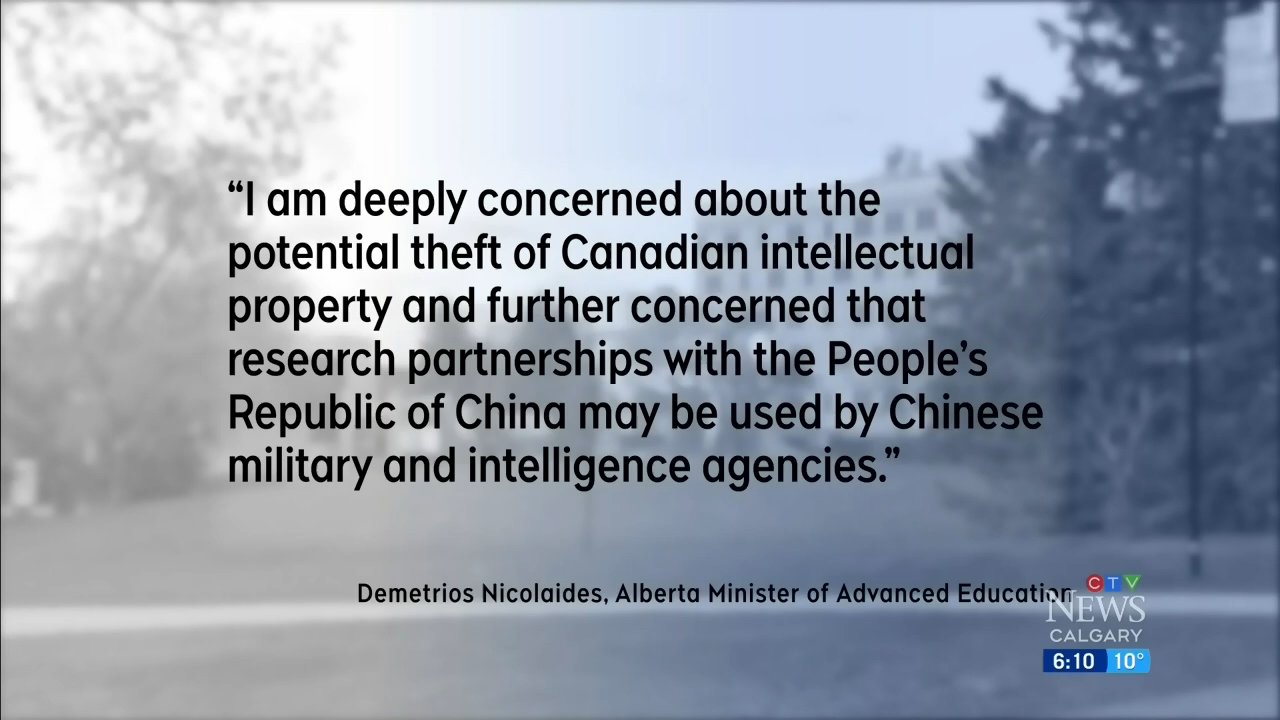 “I am deeply concerned about the
potential theft of Canadian intellectual
property and further concerned that
research partnerships with the People’s
Republic of China may be used by Chinese
military and intelligence agencies.”
Demetrios Nicolaides, Alberta Minister of Advanced Education
CTV
NEWS
CALGARY
6:10 10°